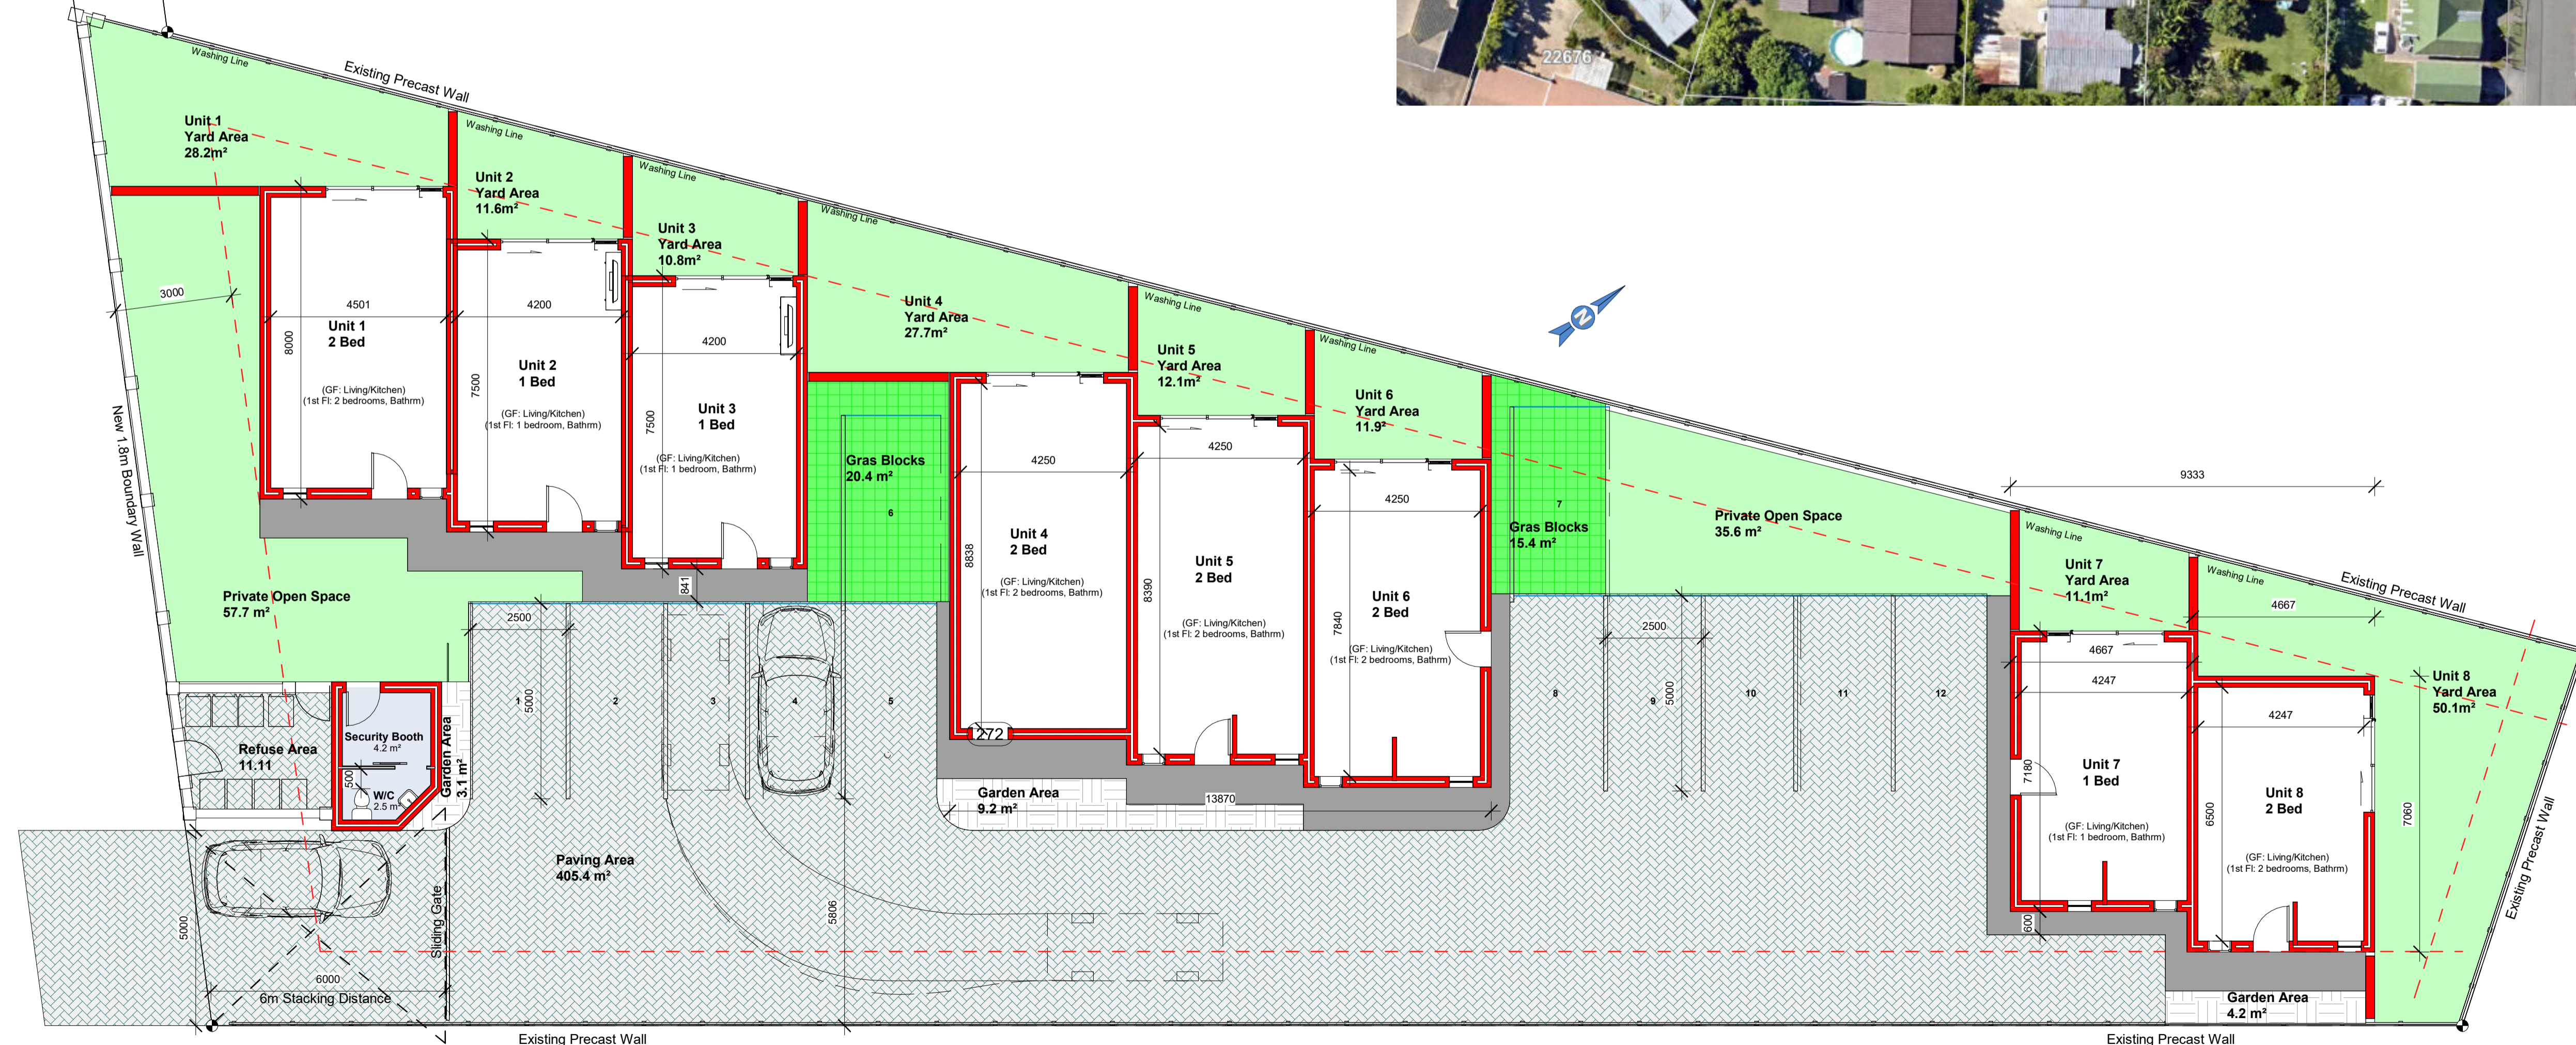 22676
Washing Line
Existing Precast Wall
Unit 1
Yard Area
28.2m²
Washing Line
Unit 2
Yard Area
11.6m²
Washing Line
Unit 3
Yard Area
10.8m²
Washing Line
Unit 4
Yard Area
27.7m²
Washing Line
Unit 5
Yard Area
12.1m²
Washing Line
Unit 6
Yard Area
11.9²
N
3000
4501
Unit 1
2 Bed
8000
(GF: Living/Kitchen)
(1st Fl: 2 bedrooms, Bathrm)
4200
Unit 2
1 Bed
7500
(GF: Living/Kitchen)
(1st Fl: 1 bedroom, Bathrm)
4200
Unit 3
1 Bed
7500
(GF: Living/Kitchen)
(1st Fl: 1 bedroom, Bathrm)
841
Gras Blocks
20.4 m²
6
4250
Unit 4
2 Bed
8838
(GF: Living/Kitchen)
(1st Fl: 2 bedrooms, Bathrm)
272
4250
Unit 5
2 Bed
8390
(GF: Living/Kitchen)
(1st Fl: 2 bedrooms, Bathrm)
4250
Unit 6
2 Bed
7840
(GF: Living/Kitchen)
(1st Fl: 2 bedrooms, Bathrm)
7
Gras Blocks
15.4 m²
Private Open Space
35.6 m²
9333
Washing Line
Unit 7
Yard Area
11.1m²
Washing Line
Existing Precast Wall
4667
Unit 8
Yard Area
50.1m²
4667
4247
Unit 7
1 Bed
7180
(GF: Living/Kitchen)
(1st Fl: 1 bedroom, Bathrm)
6000
4247
Unit 8
2 Bed
6500
(GF: Living/Kitchen)
(1st Fl: 2 bedrooms, Bathrm)
7060
Existing Precast Wall
New 1.8m Boundary Wall
Private Open Space
57.7 m²
2500
5000
1
2
3
4
5
2500
5000
8
9
10
11
12
Refuse Area
11.11
Security Booth
4.2 m²
500
W/C
2.5 m²
Garden Area
3.1 m²
Garden Area
9.2 m²
13870
Paving Area
405.4 m²
5806
5000
Sliding Gate
6000
6m Stacking Distance
Garden Area
4.2 m²
Existing Precast Wall
Existing Precast Wall